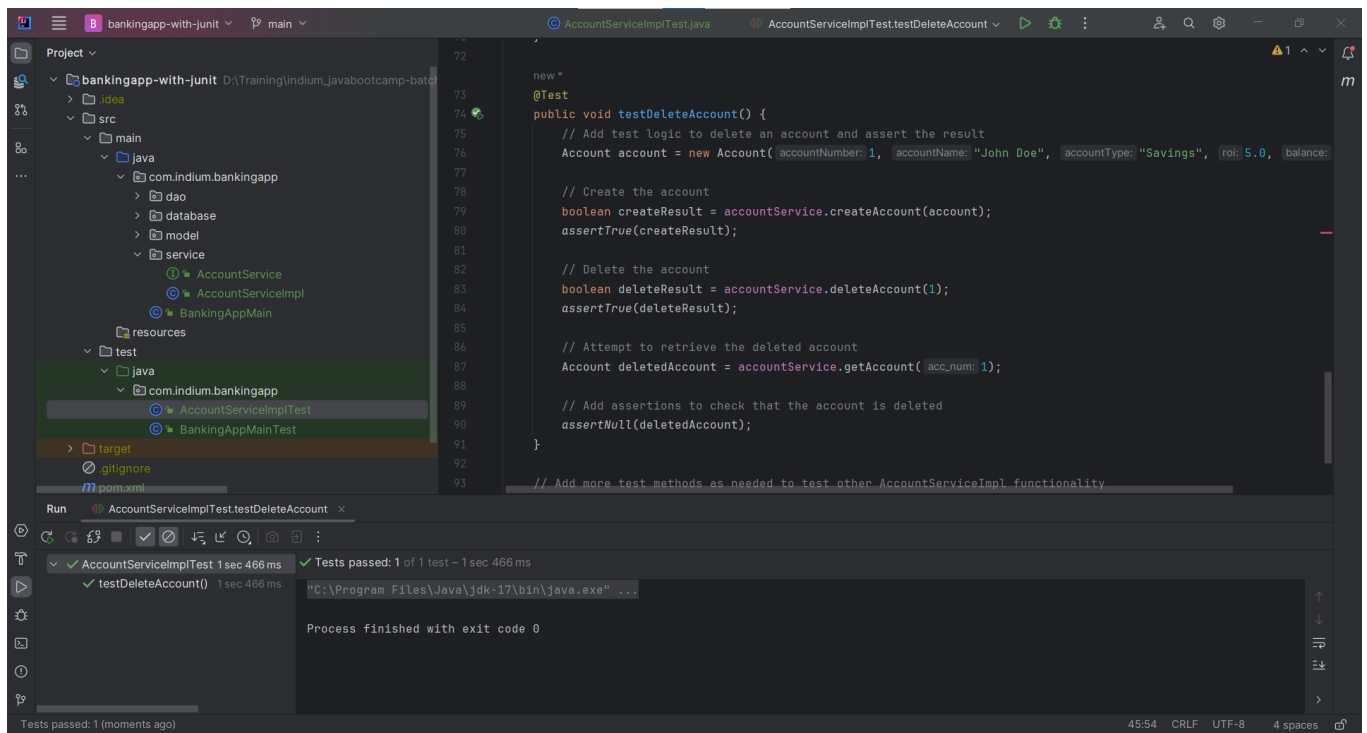 B bankingapp-with-junit main AccountServiceImplTest.java AccountServiceImplTest.testDeleteAccount
Project
bankingapp-with-junit D:\Training\indium_javabootcamp-batch
.idea
src
main
java
com.indium.bankingapp
dao
database
model
service
AccountService
AccountServiceImpl
BankingAppMain
resources
test
java
com.indium.bankingapp
AccountServiceImplTest
BankingAppMainTest
target
.gitignore
pom.xml
1
72
new *
73 @Test
74 public void testDeleteAccount() {
75 // Add test logic to delete an account and assert the result
76 Account account = new Account( accountNumber: 1, accountName: "John Doe", accountType: "Savings", roi: 5.0, balance:
77
78 // Create the account
79 boolean createResult = accountService.createAccount(account);
80 assertTrue(createResult);
81
82 // Delete the account
83 boolean deleteResult = accountService.deleteAccount(1);
84 assertTrue(deleteResult);
85
86 // Attempt to retrieve the deleted account
87 Account deletedAccount = accountService.getAccount( acc_num: 1);
88
89 // Add assertions to check that the account is deleted
90 assertNull(deletedAccount);
91 }
92
93 // Add more test methods as needed to test other AccountServiceImpl functionality
Run AccountServiceImplTest.testDeleteAccount
AccountServiceImplTest 1 sec 466 ms
testDeleteAccount() 1 sec 466 ms
Tests passed: 1 of 1 test – 1 sec 466 ms
"C:\Program Files\Java\jdk-17\bin\java.exe" ...
Process finished with exit code 0
Tests passed: 1 (moments ago) 45:54 CRLF UTF-8 4 spaces